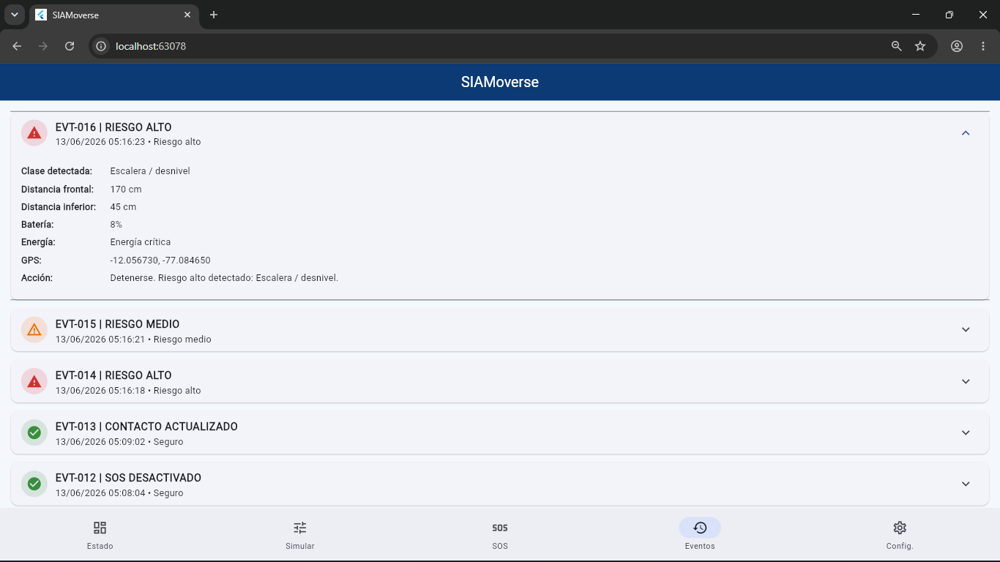 SIAMoverse
localhost:63078
SIAMoverse
EVT-016 | RIESGO ALTO
13/06/2026 05:16:23 • Riesgo alto
Clase detectada: Escalera / desnivel
Distancia frontal: 170 cm
Distancia inferior: 45 cm
Batería: 8%
Energía: Energía crítica
GPS: -12.056730, -77.084650
Acción: Detenerse. Riesgo alto detectado: Escalera / desnivel.
EVT-015 | RIESGO MEDIO
13/06/2026 05:16:21 • Riesgo medio
EVT-014 | RIESGO ALTO
13/06/2026 05:16:18 • Riesgo alto
EVT-013 | CONTACTO ACTUALIZADO
13/06/2026 05:09:02 • Seguro
EVT-012 | SOS DESACTIVADO
13/06/2026 05:08:04 • Seguro
SOS
Estado Simular SOS Eventos Config.